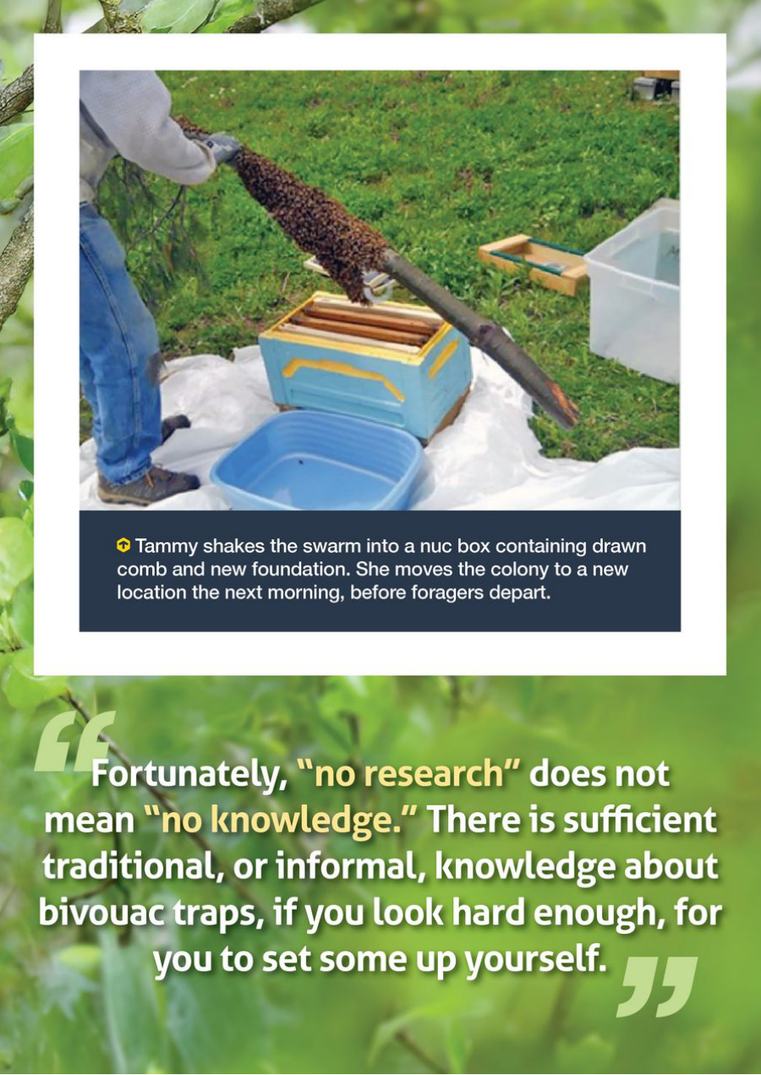 Tammy shakes the swarm into a nuc box containing drawn
comb and new foundation. She moves the colony to a new
location the next morning, before foragers depart.
“Fortunately, “no research” does not
mean “no knowledge.” There is sufficient
traditional, or informal, knowledge about
bivouac traps, if you look hard enough, for
you to set some up yourself.”